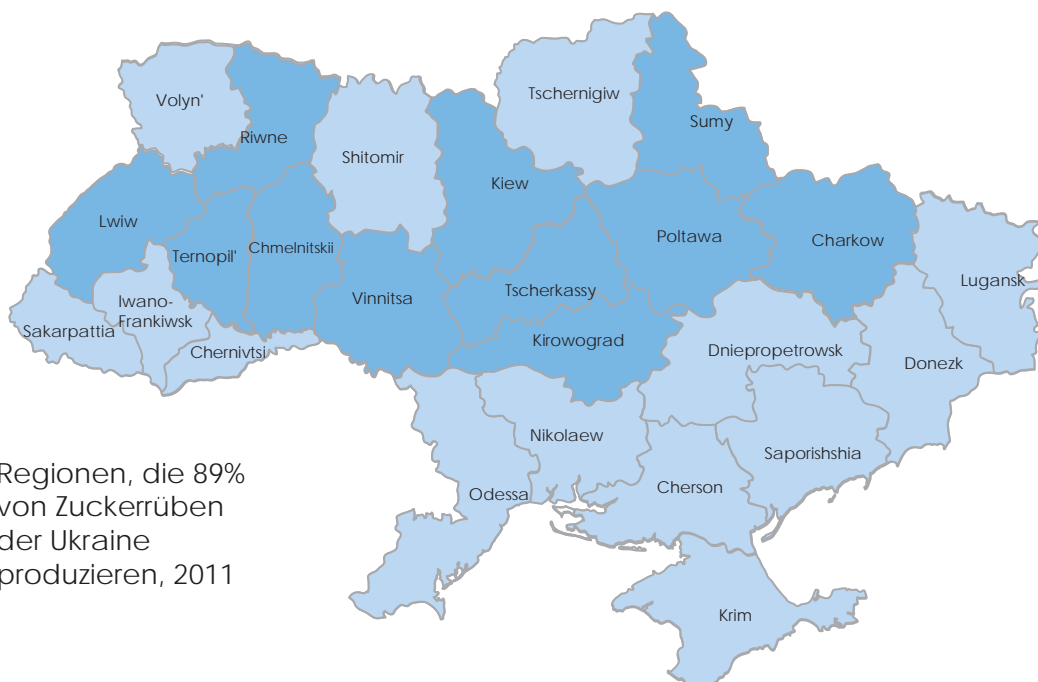 Volyn'
Riwne
Shitomir
Tschernigiw
Sumy
Kiew
Lwiw
Ternopil'
Chmelnitskii
Vinnitsa
Tscherkassy
Poltawa
Charkow
Lugansk
Iwano-
Frankiwsk
Sakarpattia
Chernivtsi
Kirowograd
Dniepropetrowsk
Donezk
Nikolaew
Saporishshia
Odessa
Cherson
Krim
Regionen, die 89%
von Zuckerrüben
der Ukraine
produzieren, 2011